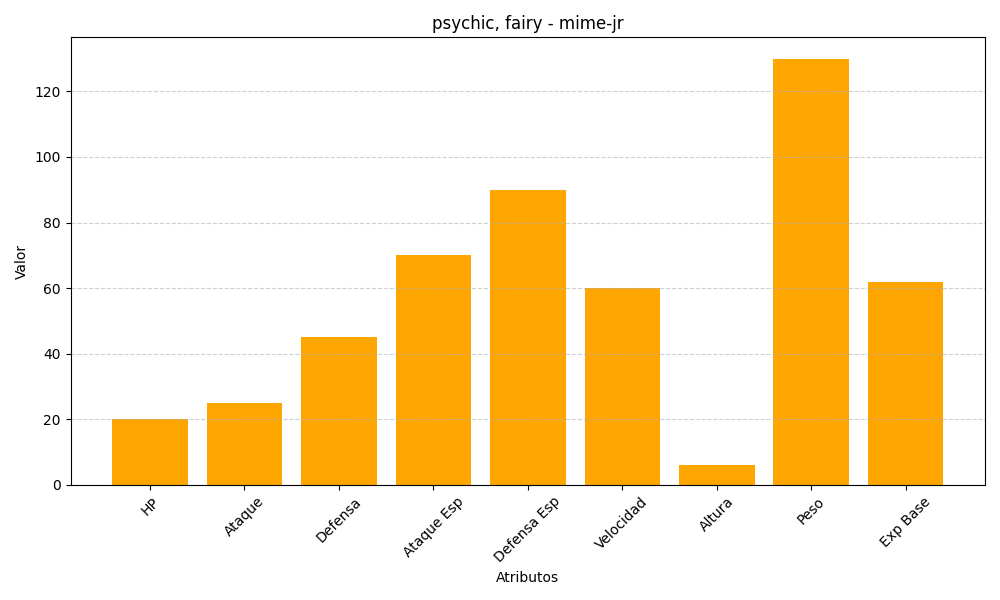 psychic, fairy - mime-jr
Valor
120
100
80
60
40
20
0
HP
Ataque
Defensa
Ataque Esp
Defensa Esp
Velocidad
Altura
Peso
Exp Base
Atributos